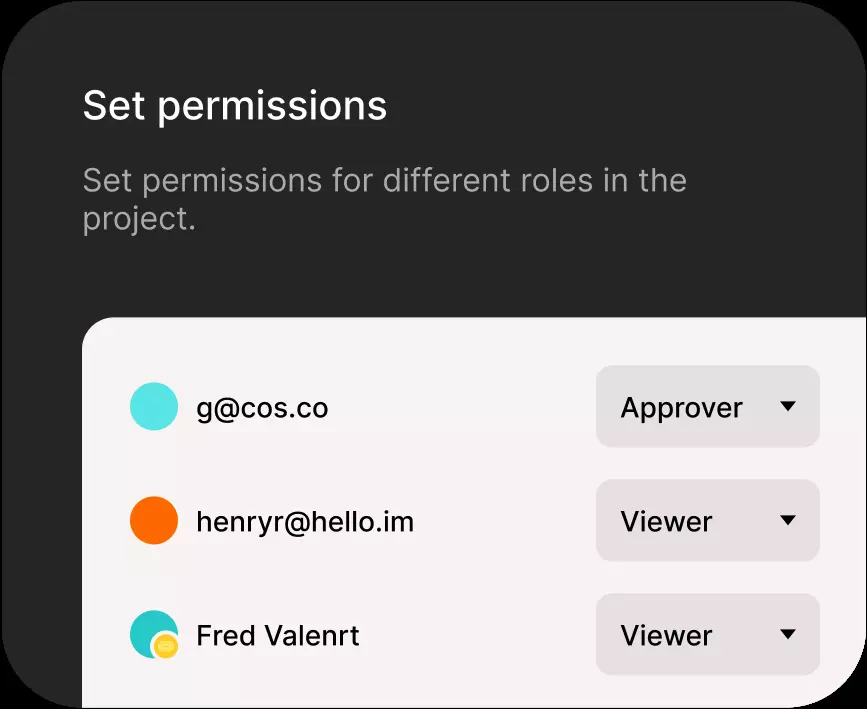 Set permissions
Set permissions for different roles in the
project.
g@cos.co
Approver
henryr@hello.im
Viewer
Fred Valenrt
Viewer